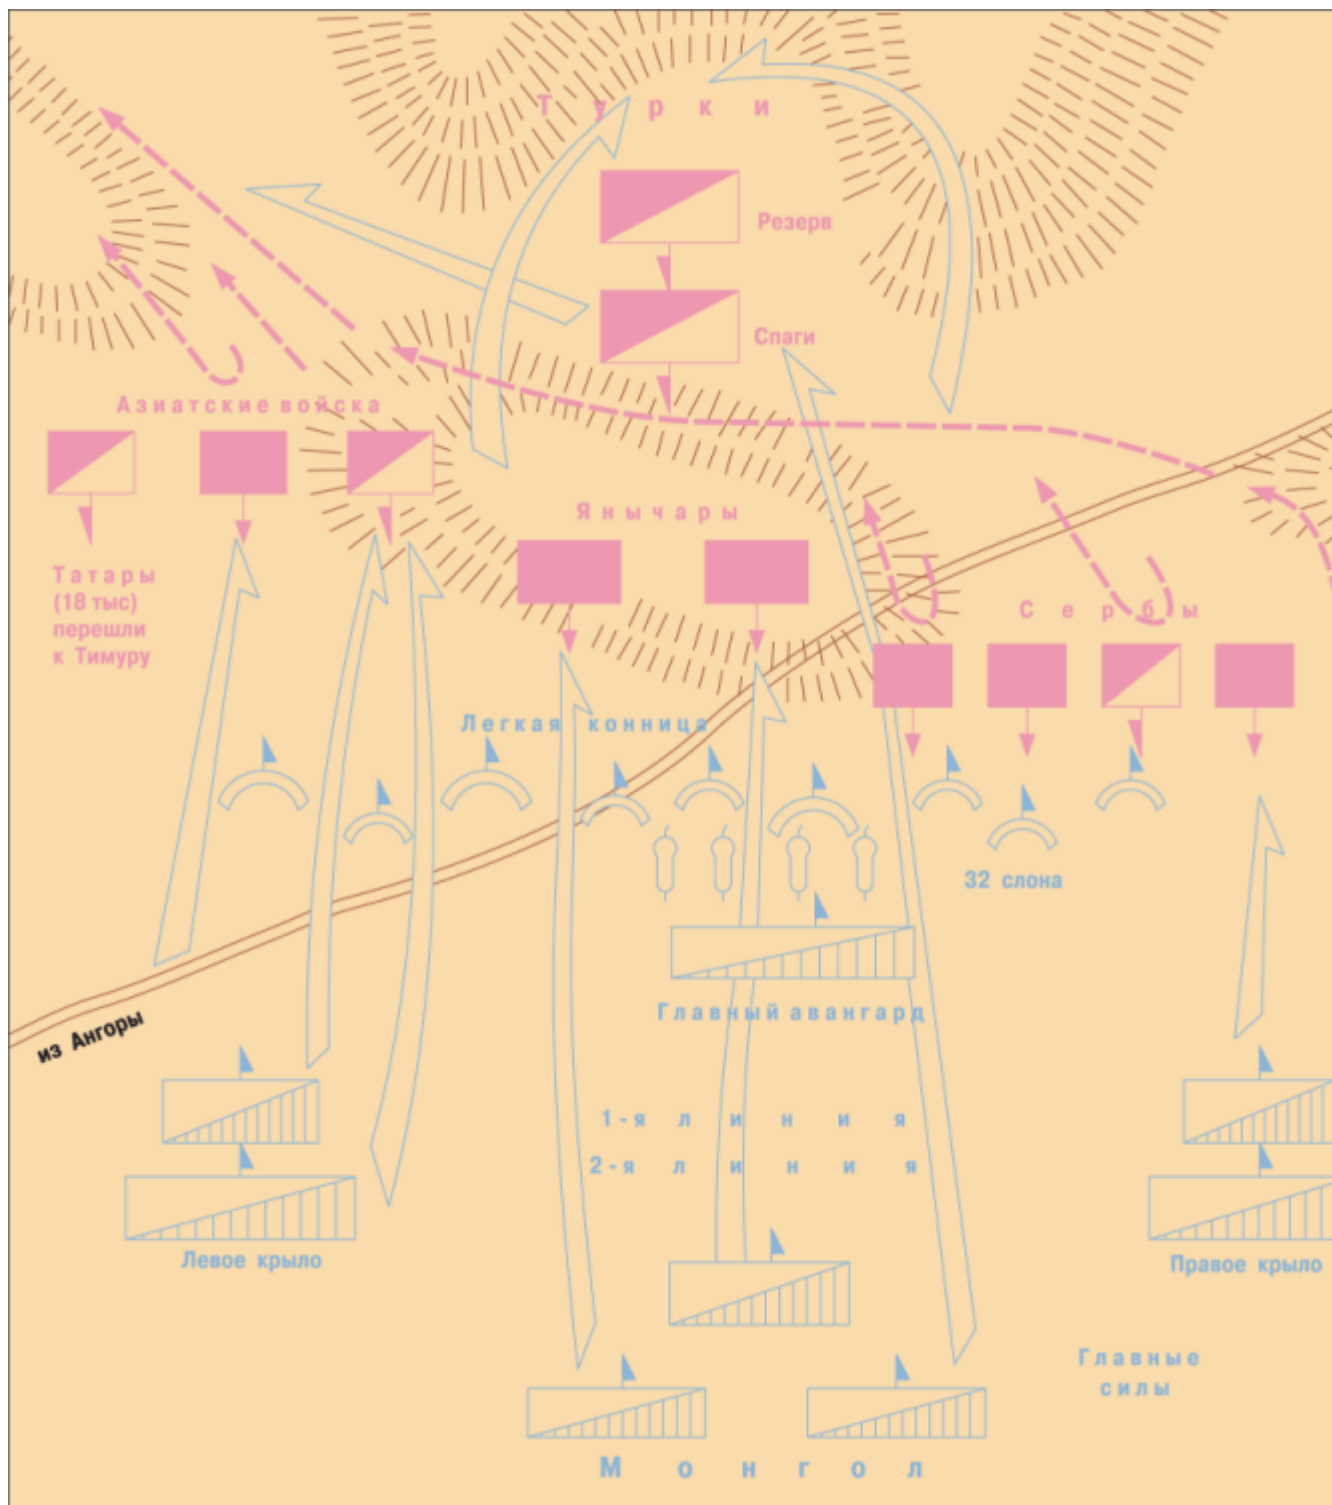 Турки
Резерв
Спаги
Азиатские войска
Янычары
Татары
(18 тыс)
перешли
к Тимуру
Сербы
Легкая конница
32 слона
Главный авангард
из Ангоры
1-я линия
2-я линия
Левое крыло
Правое крыло
Главные
силы
Монгол